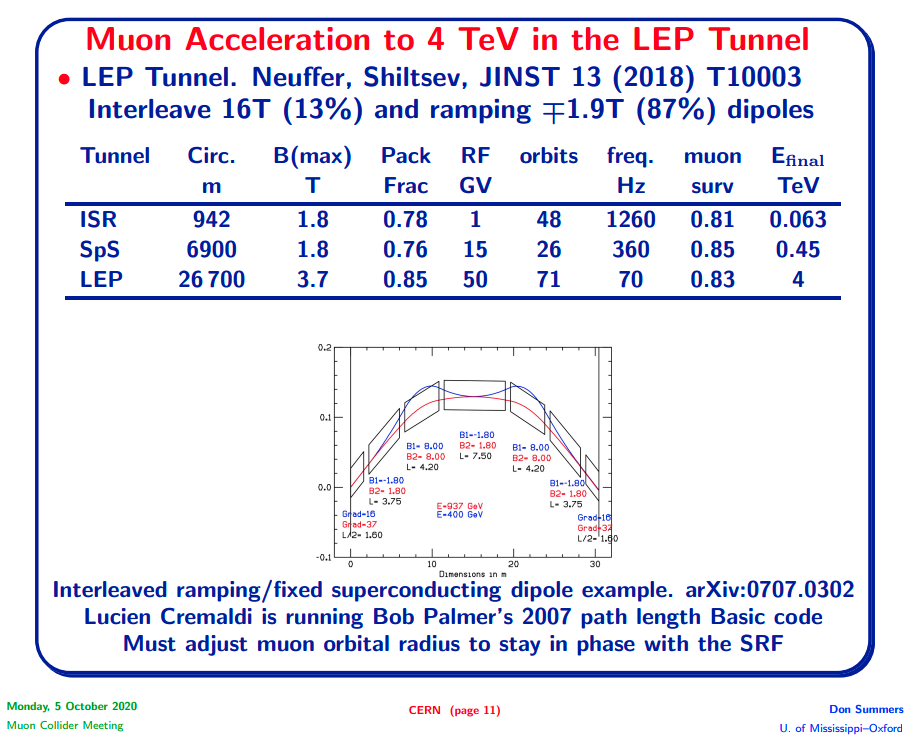 Muon Acceleration to 4 TeV in the LEP Tunnel
• LEP Tunnel. Neuffer, Shiltsev, JINST 13 (2018) T10003
Interleave 16T (13%) and ramping ∓1.9T (87%) dipoles
Tunnel Circ. B(max) Pack RF orbits freq. muon E_final
m T Frac GV Hz surv TeV
ISR 942 1.8 0.78 1 48 1260 0.81 0.063
SpS 6900 1.8 0.76 15 26 360 0.85 0.45
LEP 26 700 3.7 0.85 50 71 70 0.83 4
0.2
0.1
0.0
-0.1
B1=-1.80
B2= 1.80
L= 7.50
B1= 8.00
B2= 8.00
L= 4.20
B1= 8.00
B2= 8.00
L= 4.20
B1=-1.80
B2= 1.80
L= 3.75
B1=-1.80
B2= 1.80
L= 3.75
E=937 GeV
E=400 GeV
Grad=16
Grad=37
L/2= 1.60
Grad=16
Grad=37
L/2= 1.60
0 10 20 30
Dimensions in m
Interleaved ramping/fixed superconducting dipole example. arXiv:0707.0302
Lucien Cremaldi is running Bob Palmer's 2007 path length Basic code
Must adjust muon orbital radius to stay in phase with the SRF
Monday, 5 October 2020
Muon Collider Meeting
CERN (page 11)
Don Summers
U. of Mississippi–Oxford